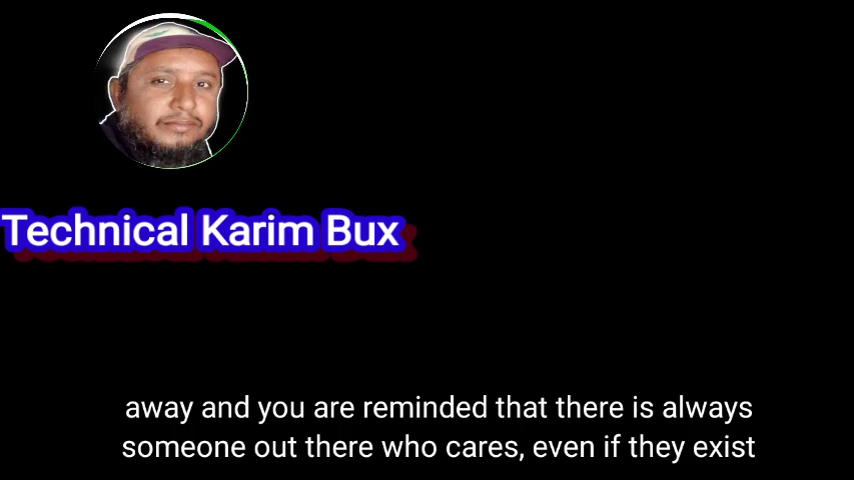 Technical Karim Bux
away and you are reminded that there is always
someone out there who cares, even if they exist